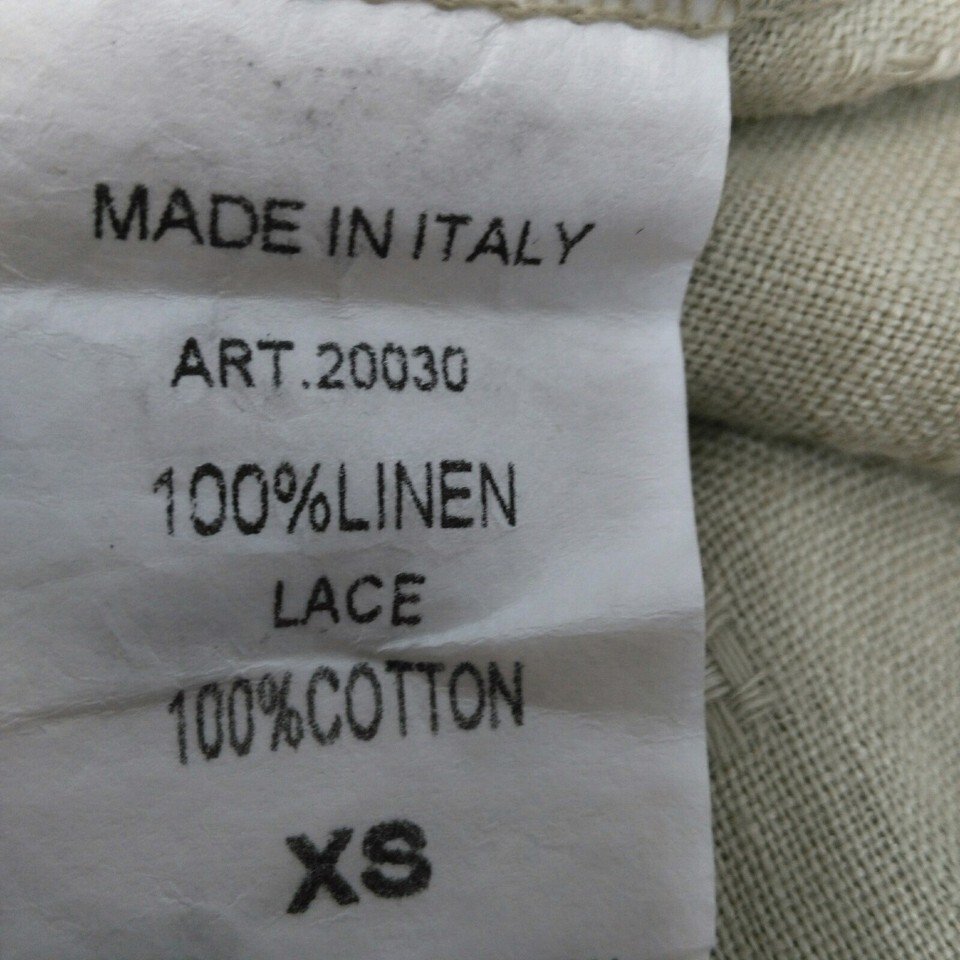 MADE IN ITALY
ART.20030
100%LINEN
LACE
100%COTTON
XS